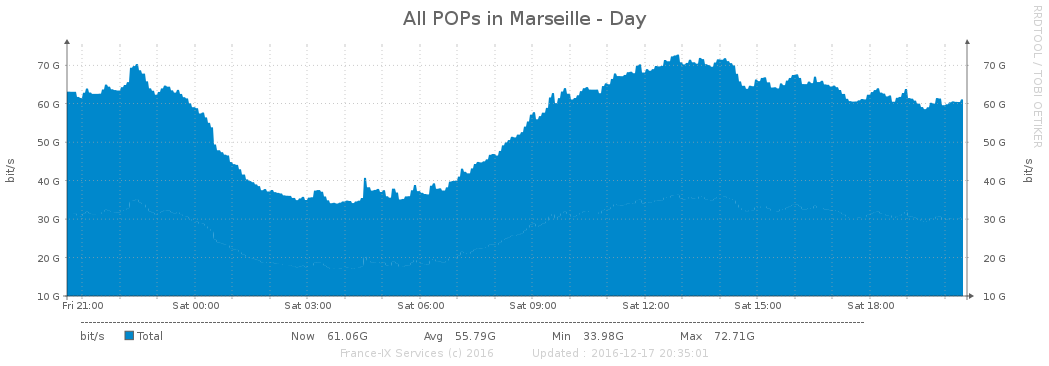 All POPs in Marseille - Day
RRDTOOL / TOBI OETIKER
bit/s
70 G
60 G
50 G
40 G
30 G
20 G
10 G
70 G
60 G
50 G
40 G
30 G
20 G
10 G
bit/s
Fri 21:00 Sat 00:00 Sat 03:00 Sat 06:00 Sat 09:00 Sat 12:00 Sat 15:00 Sat 18:00
bit/s Total Now 61.06G Avg 55.79G Min 33.98G Max 72.71G
France-IX Services (c) 2016 Updated : 2016-12-17 20:35:01